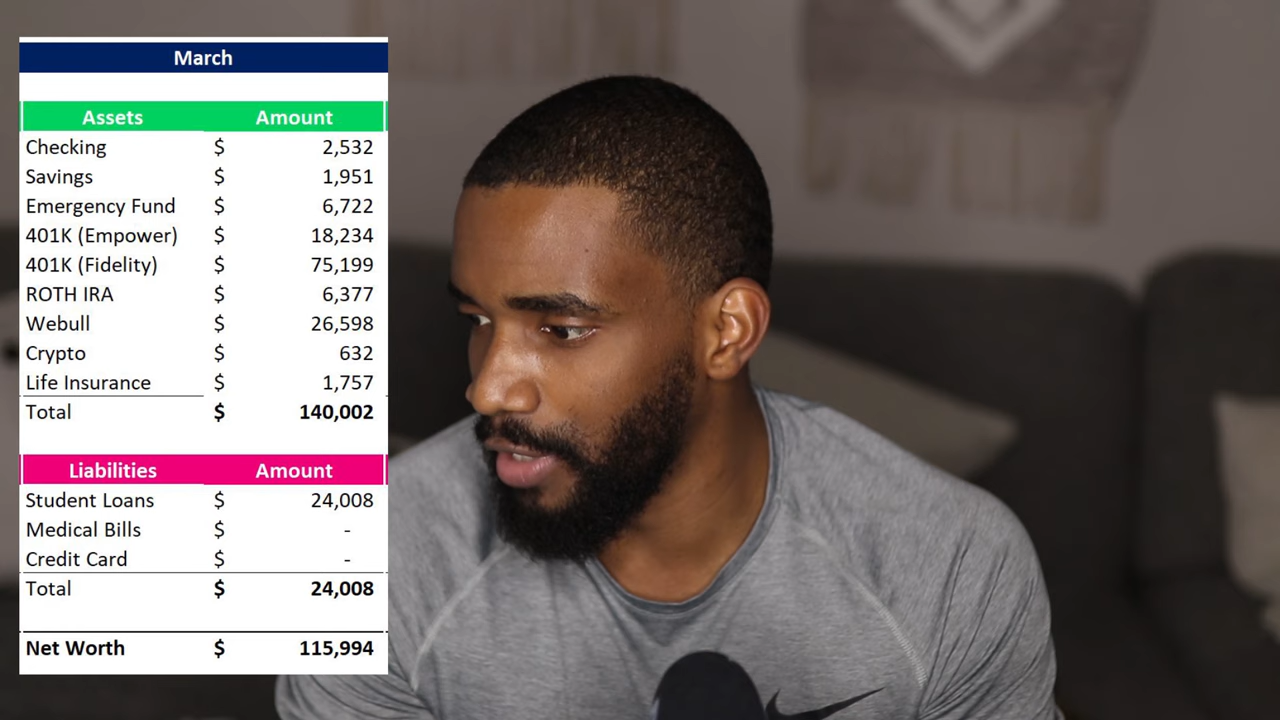 March
Assets Amount
Checking $ 2,532
Savings $ 1,951
Emergency Fund $ 6,722
401K (Empower) $ 18,234
401K (Fidelity) $ 75,199
ROTH IRA $ 6,377
Webull $ 26,598
Crypto $ 632
Life Insurance $ 1,757
Total $ 140,002
Liabilities Amount
Student Loans $ 24,008
Medical Bills $ -
Credit Card $ -
Total $ 24,008
Net Worth $ 115,994